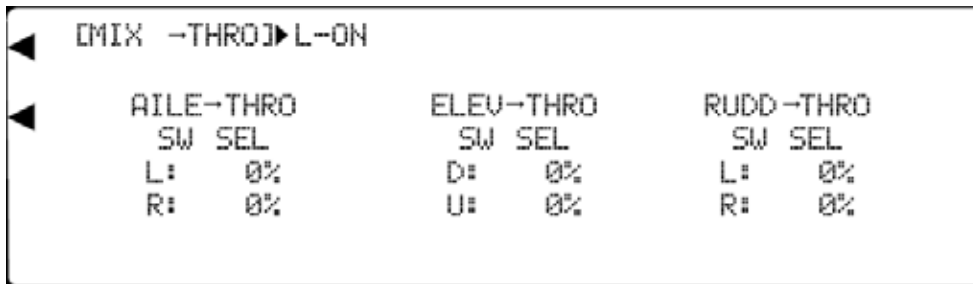 [MIX →THRO]▶L-ON
AILE→THRO ELEV→THRO RUDD→THRO
SW SEL SW SEL SW SEL
L: 0% D: 0% L: 0%
R: 0% U: 0% R: 0%